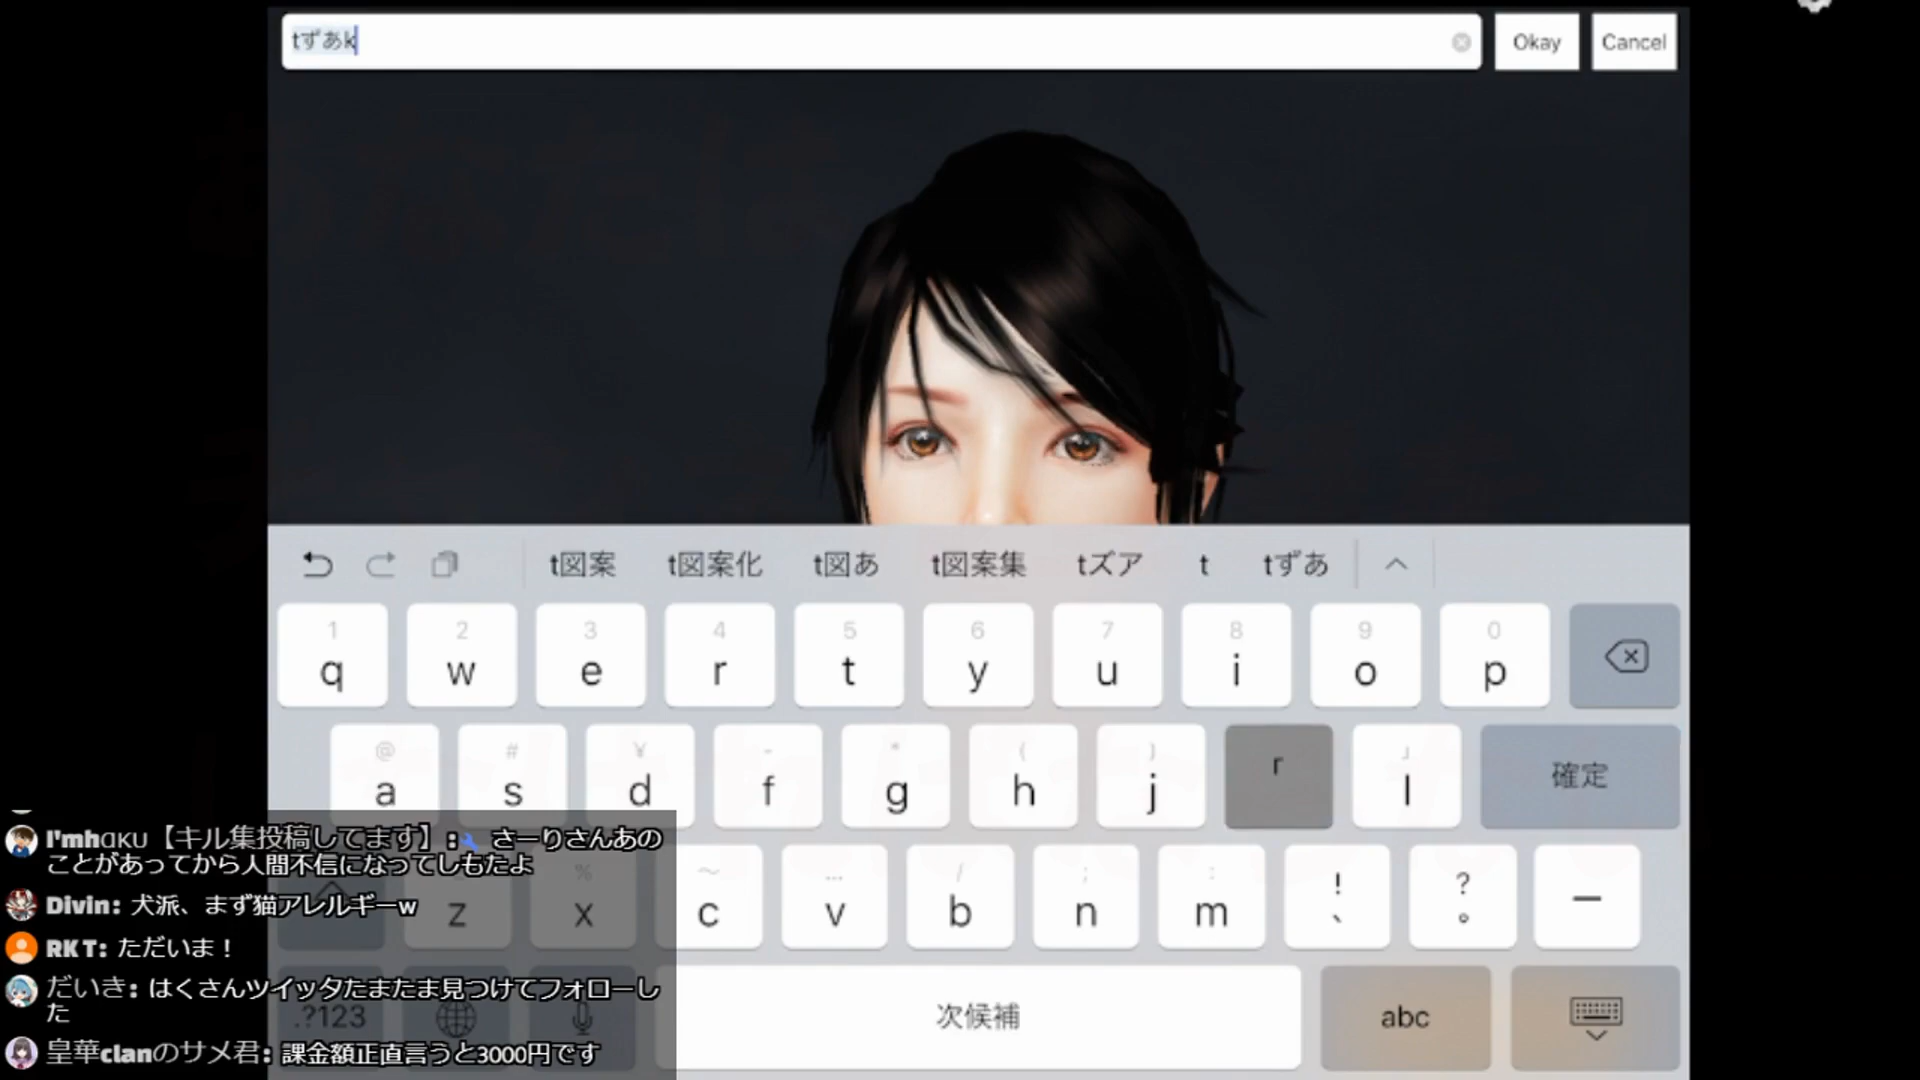 tずあk
Okay
Cancel
t図案 t図案化 t図あ t図案集 tズア t tずあ
1 2 3 4 5 6 7 8 9 0
q w e r t y u i o p
@ # ¥ - * ( ) 」
a s d f g h j r l 確定
% 〜 … / ; : ! ?
z x c v b n m 、 。 ー
.?123 次候補 abc
I'mhaKU【キル集投稿してます】: さーりさんあの
ことがあってから人間不信になってしもたよ
Divin: 犬派、まず猫アレルギーw
RKT: ただいま！
だいき: はくさんツイッタたまたま見つけてフォローし
た
皇華clanのサメ君: 課金額正直言うと3000円です